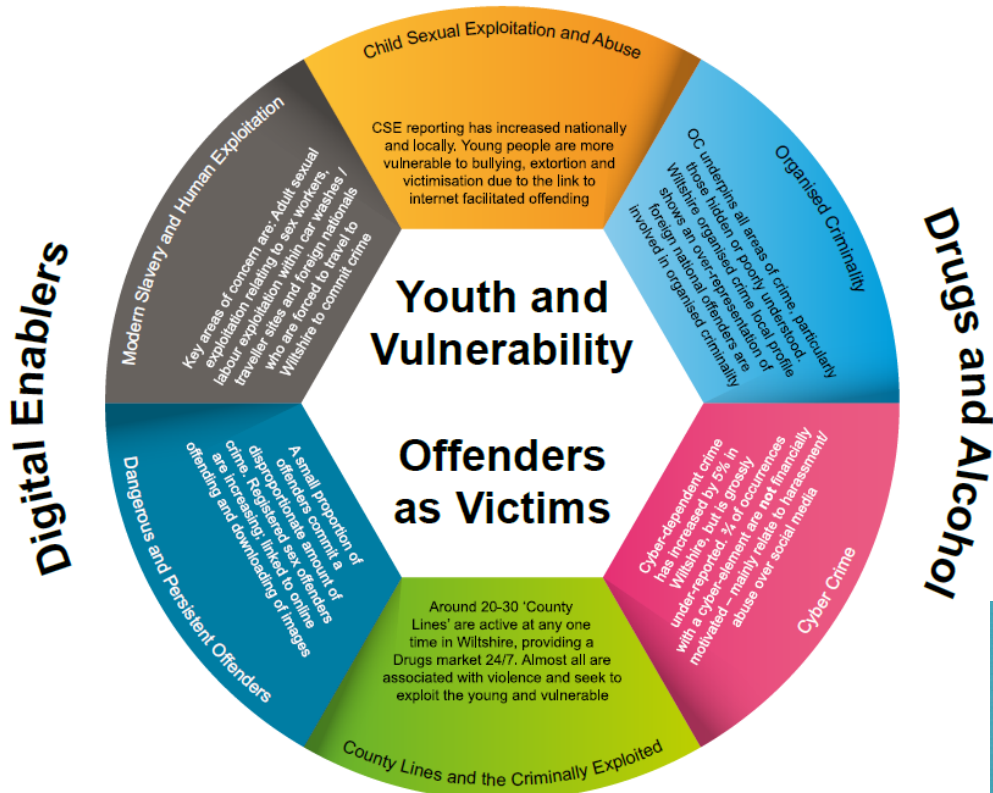 Child Sexual Exploitation and Abuse
CSE reporting has increased nationally
and locally. Young people are more
vulnerable to bullying, extortion and
victimisation due to the link to
internet facilitated offending
Organised Criminality
OC underpins all areas of crime, particularly
those hidden or poorly understood.
Wiltshire organised crime local profile
shows an over-representation of
foreign national offenders are
involved in organised criminality
Cyber Crime
Cyber-dependent crime
has increased by 5% in
Wiltshire, but is grossly
under-reported. ¾ of occurrences
with a cyber-element are not financially
motivated – mainly relate to harassment/
abuse over social media
Around 20-30 ‘County
Lines’ are active at any one
time in Wiltshire, providing a
Drugs market 24/7. Almost all are
associated with violence and seek to
exploit the young and vulnerable
County Lines and the Criminally Exploited
Dangerous and Persistent Offenders
A small proportion of
offenders commit a
disproportionate amount of
crime. Registered sex offenders
are increasing; linked to online
offending and downloading of images
Modern Slavery and Human Exploitation
Key areas of concern are: Adult sexual
exploitation relating to sex workers,
labour exploitation within car washes /
traveller sites and foreign nationals
who are forced to travel to
Wiltshire to commit crime
Youth and
Vulnerability
Offenders
as Victims
Digital Enablers
Drugs and Alcohol